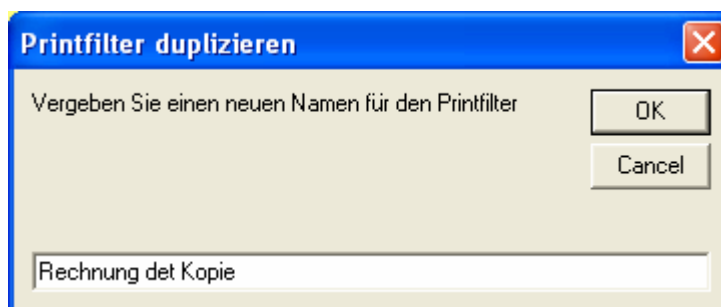 Printfilter duplizieren
Vergeben Sie einen neuen Namen für den Printfilter
OK
Cancel
Rechnung det Kopie